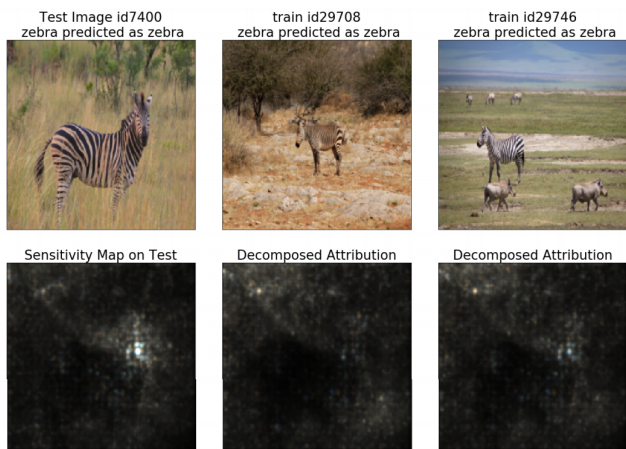 Test Image id7400
zebra predicted as zebra
train id29708
zebra predicted as zebra
train id29746
zebra predicted as zebra
Sensitivity Map on Test
Decomposed Attribution
Decomposed Attribution